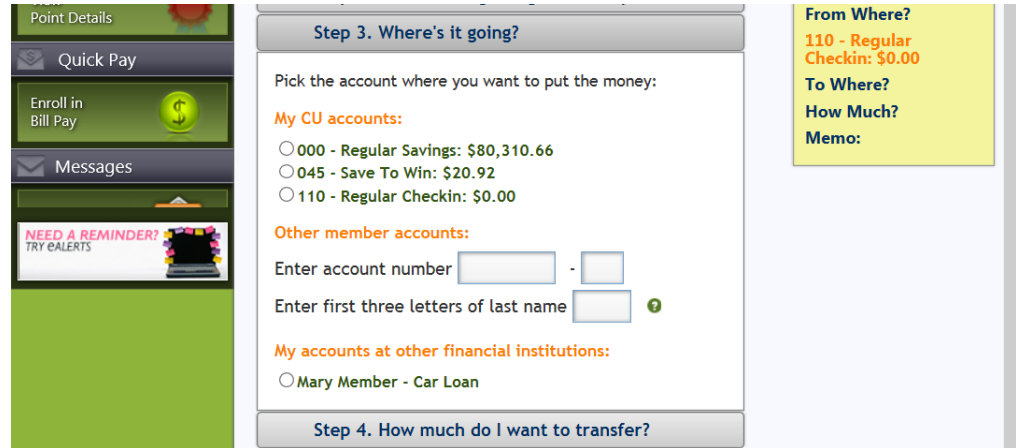 Point Details
Quick Pay
Enroll in
Bill Pay
Messages
NEED A REMINDER?
TRY eALERTS
Step 3. Where's it going?
Pick the account where you want to put the money:
My CU accounts:
000 - Regular Savings: $80,310.66
045 - Save To Win: $20.92
110 - Regular Checkin: $0.00
Other member accounts:
Enter account number -
Enter first three letters of last name ?
My accounts at other financial institutions:
Mary Member - Car Loan
Step 4. How much do I want to transfer?
From Where?
110 - Regular
Checkin: $0.00
To Where?
How Much?
Memo: